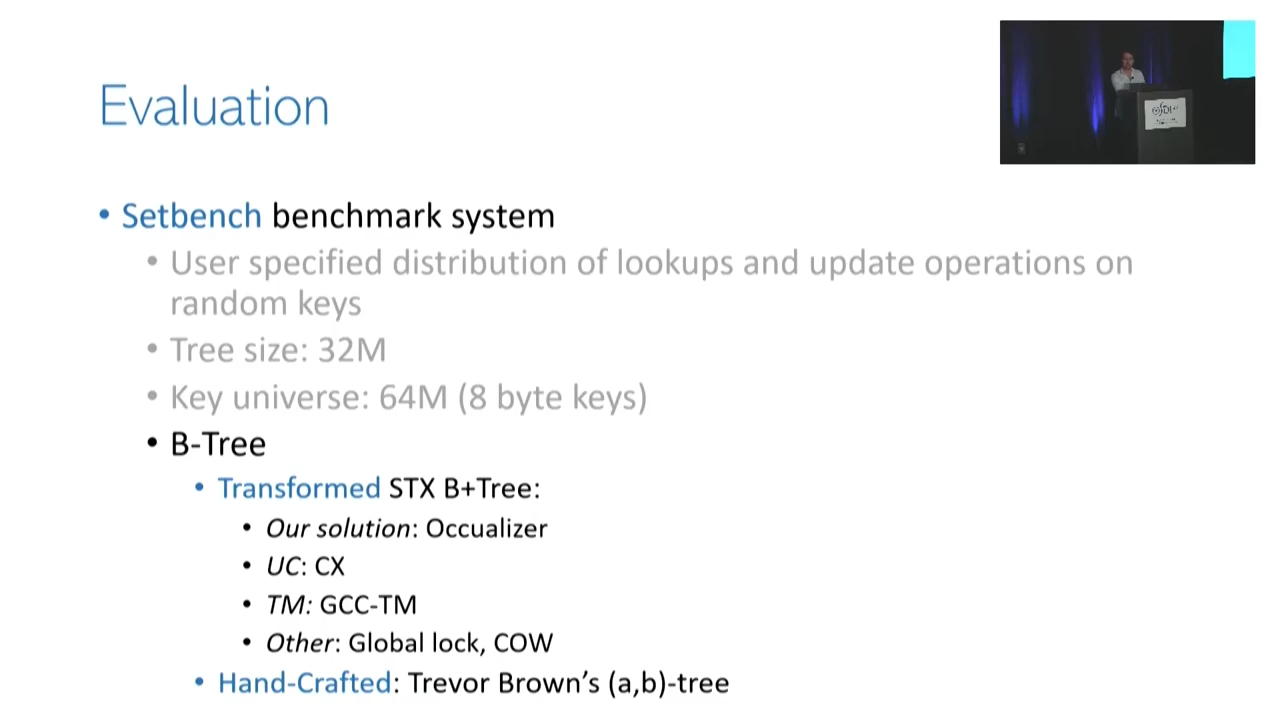 Evaluation
• Setbench benchmark system
• User specified distribution of lookups and update operations on
random keys
• Tree size: 32M
• Key universe: 64M (8 byte keys)
• B-Tree
• Transformed STX B+Tree:
• Our solution: Occualizer
• UC: CX
• TM: GCC-TM
• Other: Global lock, COW
• Hand-Crafted: Trevor Brown’s (a,b)-tree